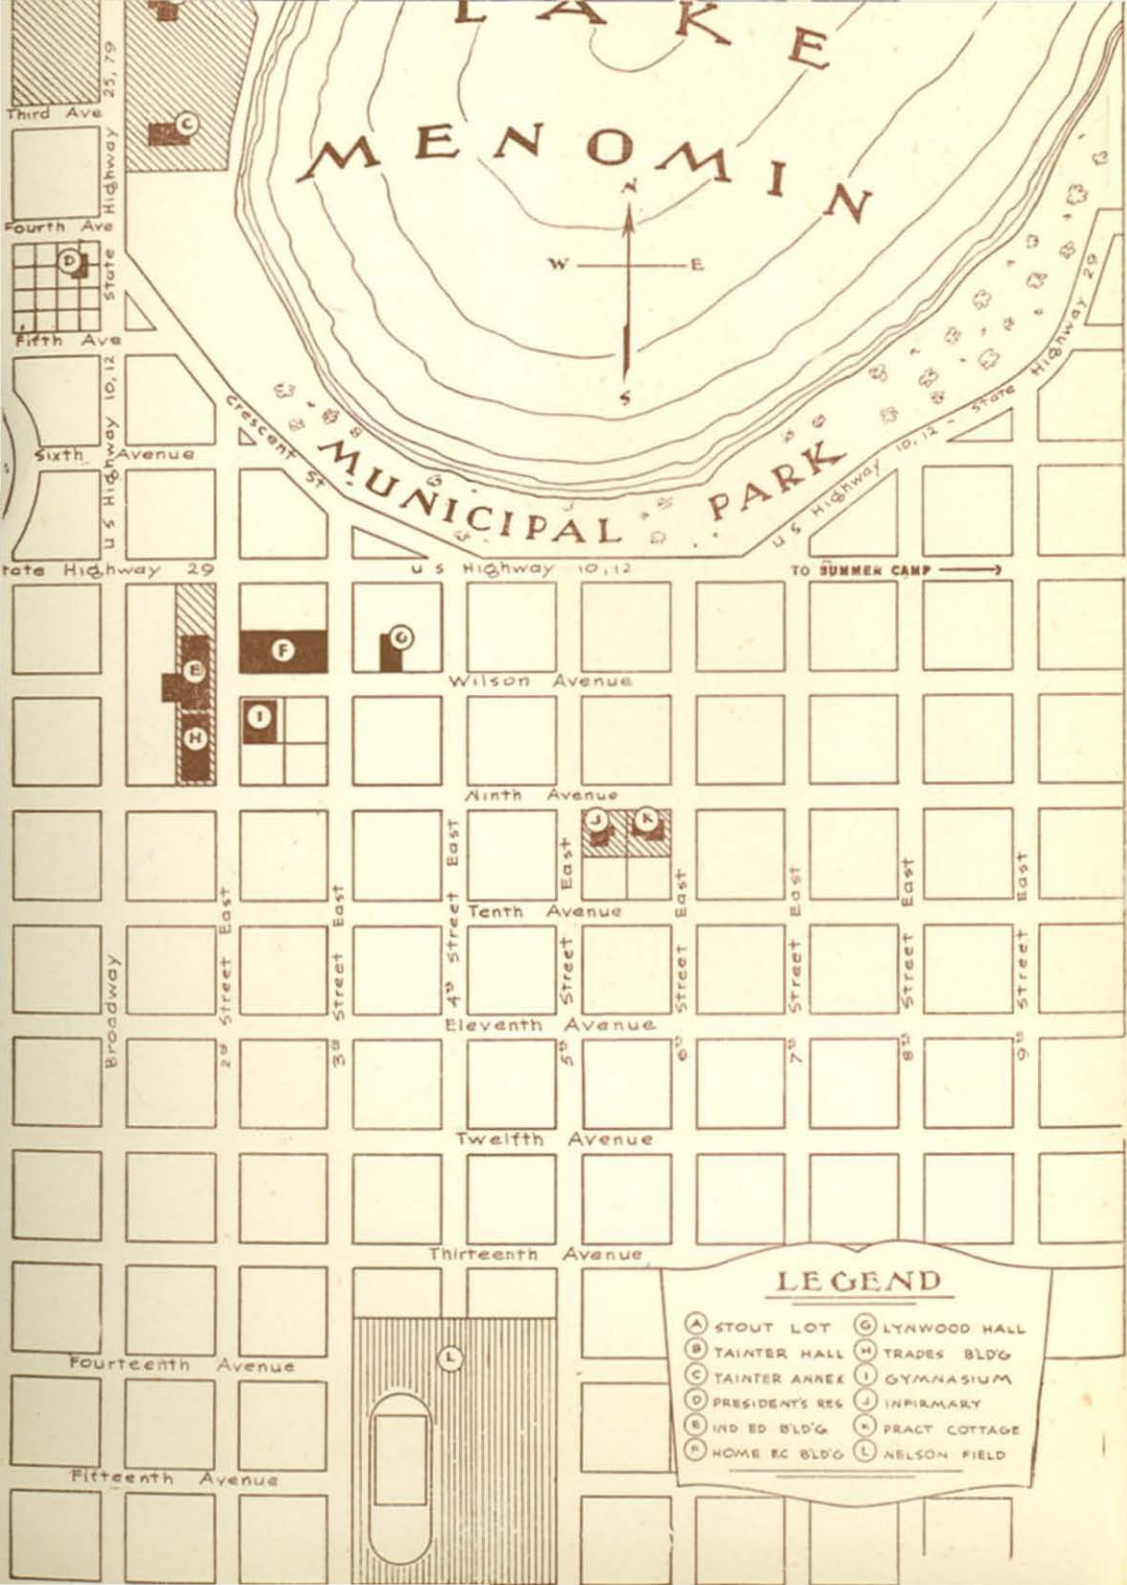 LAKE
MENOMIN
N
W E
S
MUNICIPAL PARK
25, 79
State Highway
Third Ave
C
Fourth Ave
D
Fifth Ave
U S Highway 10, 12
Crescent St
Sixth Avenue
State Highway 29
U S Highway 10, 12
U S Highway 10, 12 - State Highway 29
TO SUMMER CAMP
E
F
G
Wilson Avenue
H
I
Ninth Avenue
J
K
Tenth Avenue
Broadway
2ᴰ Street East
3ᴰ Street East
4ᵀᴴ Street East
5ᵀᴴ Street East
6ᵀᴴ Street East
7ᵀᴴ Street East
8ᵀᴴ Street East
9ᵀᴴ Street East
Eleventh Avenue
Twelfth Avenue
Thirteenth Avenue
L
Fourteenth Avenue
Fifteenth Avenue
LEGEND
A STOUT LOT
B TAINTER HALL
C TAINTER ANNEX
D PRESIDENT'S RES
E IND ED B'LD'G
F HOME EC BLD'G
G LYNWOOD HALL
H TRADES BLD'G
I GYMNASIUM
J INFIRMARY
K PRACT COTTAGE
L NELSON FIELD